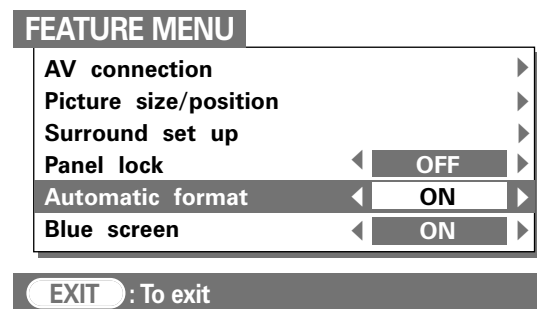 FEATURE MENU
AV connection
Picture size/position
Surround set up
Panel lock OFF
Automatic format ON
Blue screen ON
EXIT : To exit